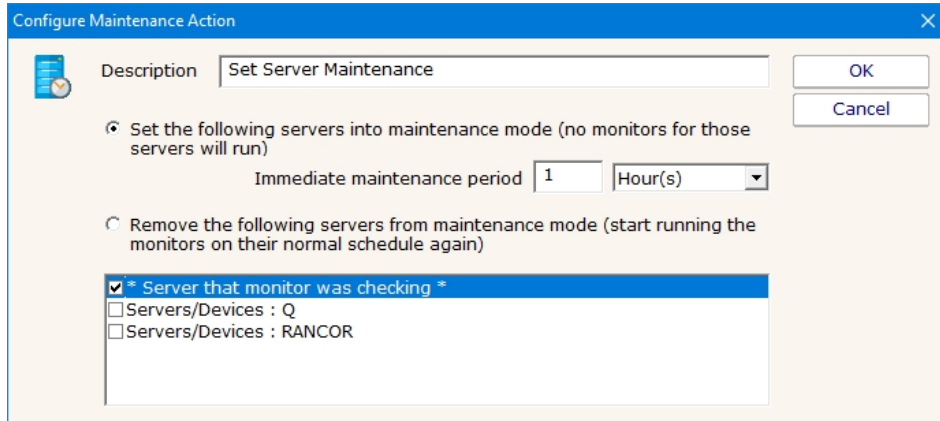 Configure Maintenance Action
Description Set Server Maintenance
OK
Cancel
Set the following servers into maintenance mode (no monitors for those
servers will run)
Immediate maintenance period 1 Hour(s)
Remove the following servers from maintenance mode (start running the
monitors on their normal schedule again)
* Server that monitor was checking *
Servers/Devices : Q
Servers/Devices : RANCOR